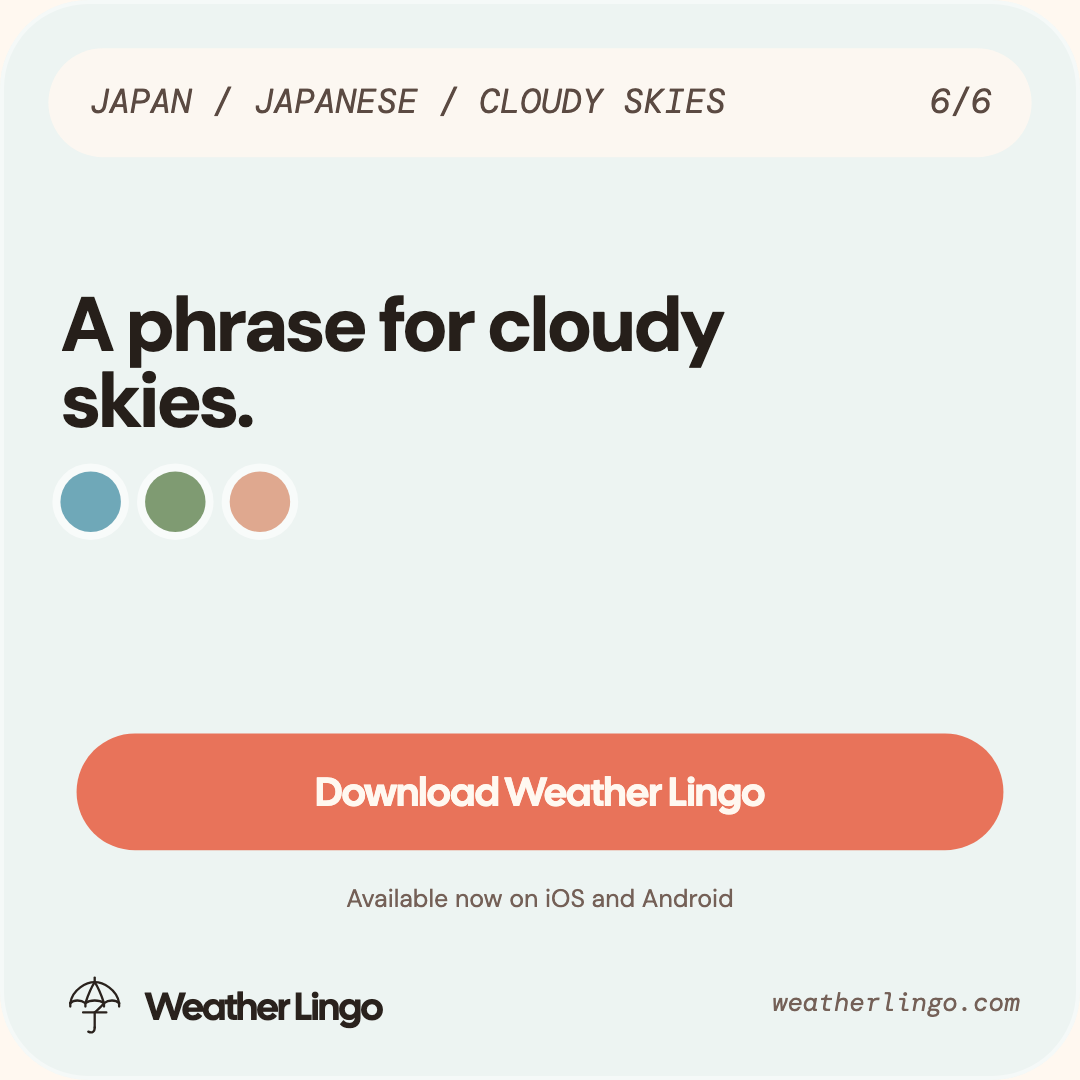 JAPAN / JAPANESE / CLOUDY SKIES 6/6
A phrase for cloudy
skies.
Download Weather Lingo
Available now on iOS and Android
Weather Lingo weatherlingo.com